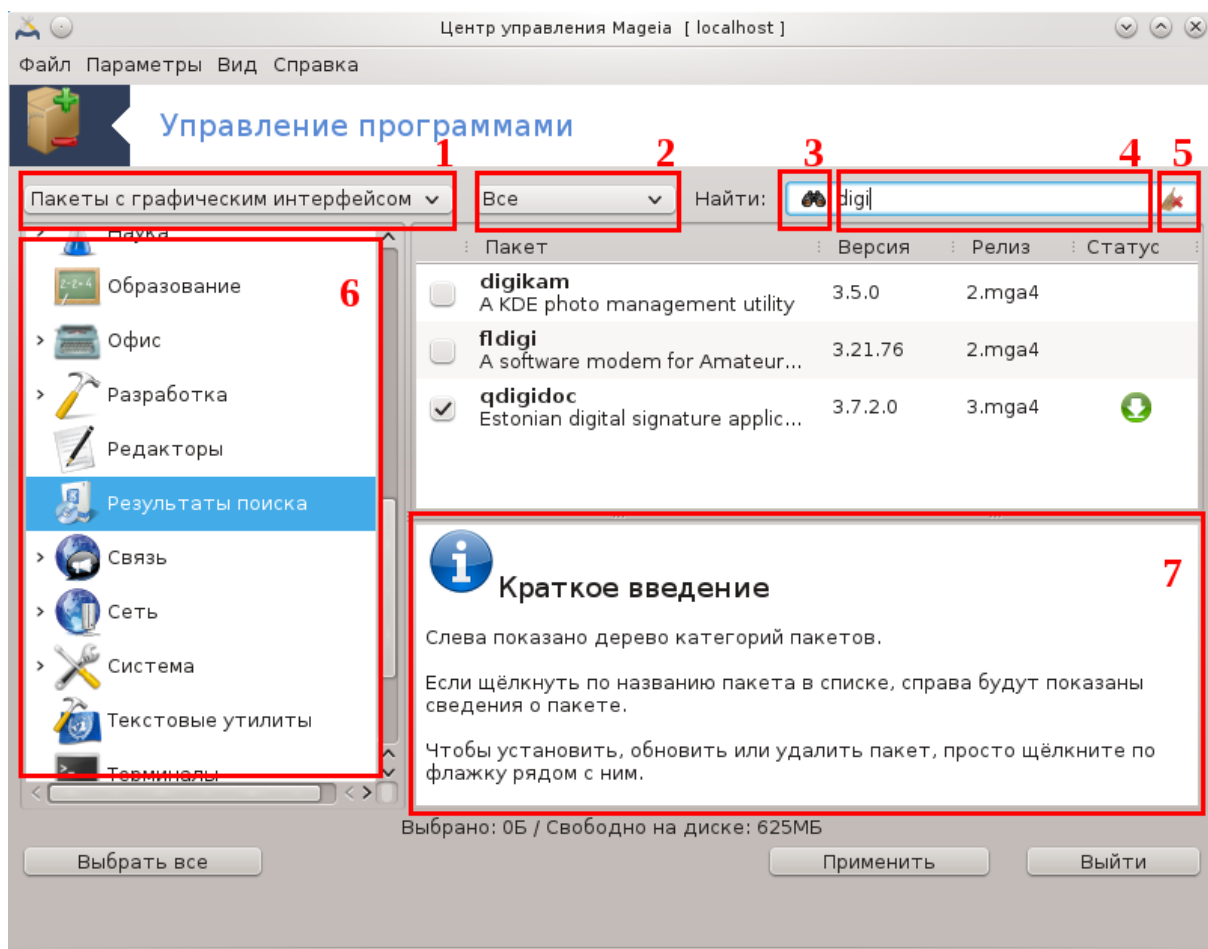 Центр управления Mageia [ localhost ]
Файл Параметры Вид Справка
Управление программами
1 2 3 4 5
Пакеты с графическим интерфейсом Все Найти: digi
Наука
Образование
6
Офис
Разработка
Редакторы
Результаты поиска
Связь
Сеть
Система
Текстовые утилиты
Терминалы
Пакет Версия Релиз Статус
digikam
A KDE photo management utility 3.5.0 2.mga4
fldigi
A software modem for Amateur... 3.21.76 2.mga4
qdigidoc
Estonian digital signature applic... 3.7.2.0 3.mga4
Краткое введение
7
Слева показано дерево категорий пакетов.
Если щёлкнуть по названию пакета в списке, справа будут показаны
сведения о пакете.
Чтобы установить, обновить или удалить пакет, просто щёлкните по
флажку рядом с ним.
Выбрано: 0Б / Свободно на диске: 625МБ
Выбрать все Применить Выйти